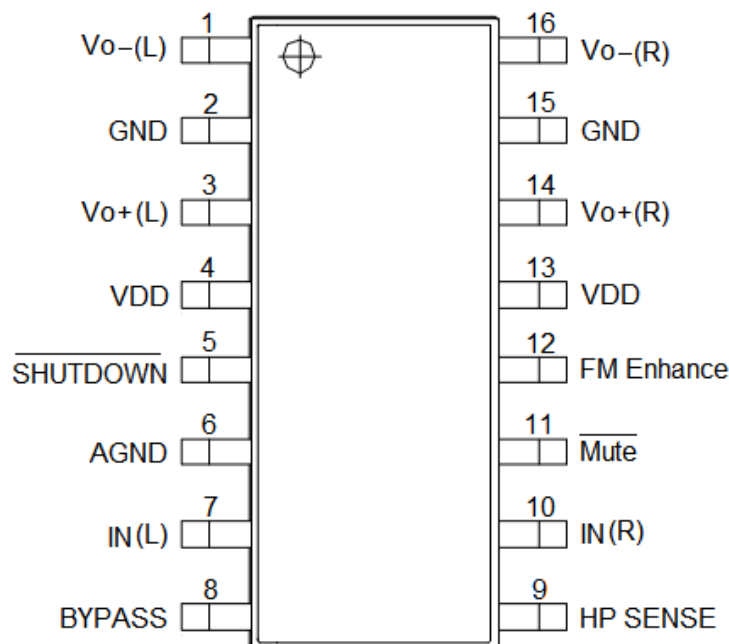 1 16
Vo-(L) Vo-(R)
2 15
GND GND
3 14
Vo+(L) Vo+(R)
4 13
VDD VDD
5 12
SHUTDOWN FM Enhance
6 11
AGND Mute
7 10
IN(L) IN(R)
8 9
BYPASS HP SENSE